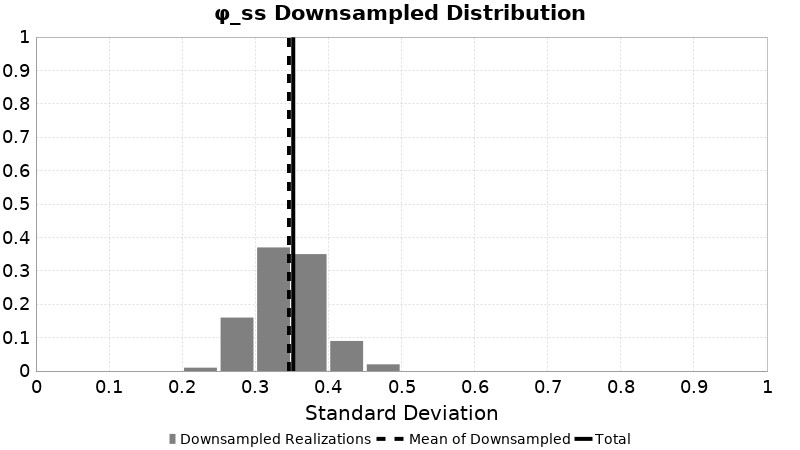 φ_ss Downsampled Distribution
1
0.9
0.8
0.7
0.6
0.5
0.4
0.3
0.2
0.1
0
0 0.1 0.2 0.3 0.4 0.5 0.6 0.7 0.8 0.9 1
Standard Deviation
Downsampled Realizations Mean of Downsampled Total